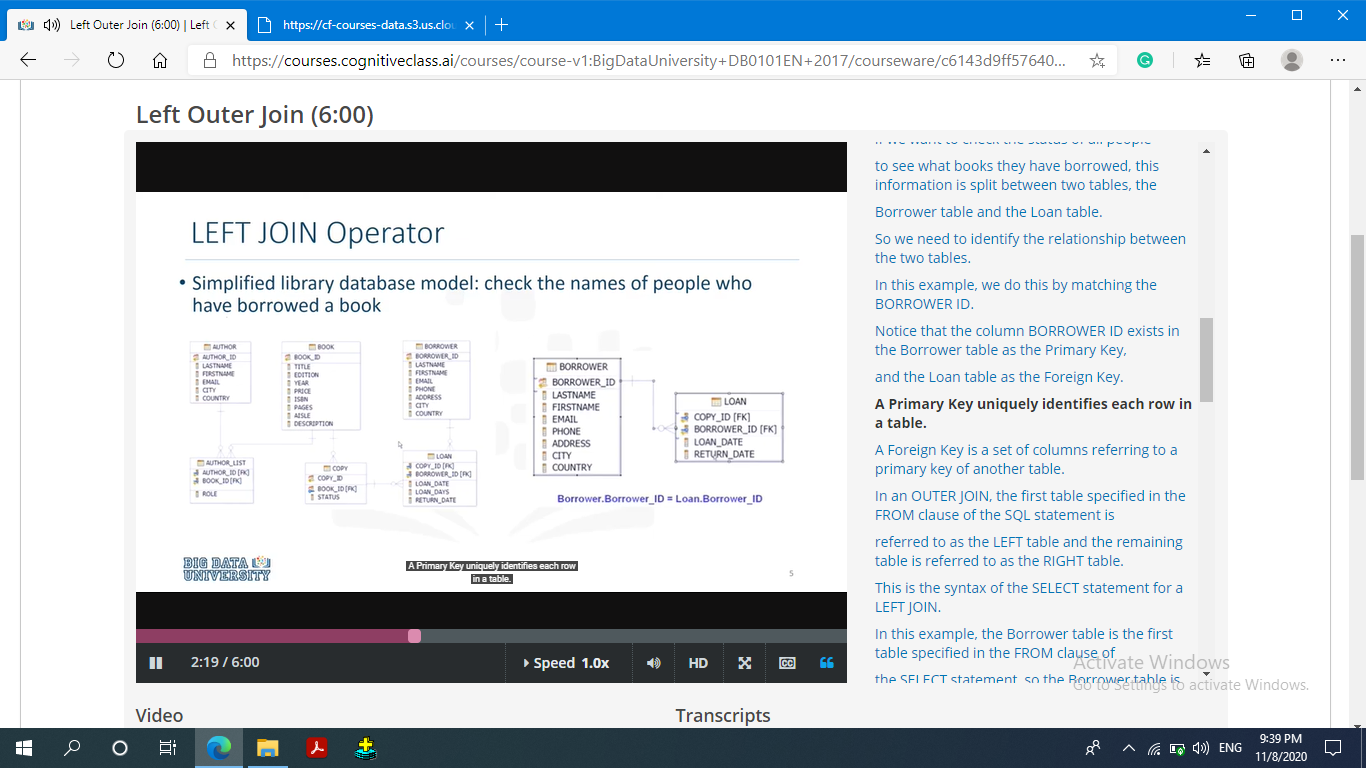 Left Outer Join (6:00) | Left
https://cf-courses-data.s3.us.clou
https://courses.cognitiveclass.ai/courses/course-v1:BigDataUniversity+DB0101EN+2017/courseware/c6143d9ff57640...
Left Outer Join (6:00)
LEFT JOIN Operator
• Simplified library database model: check the names of people who
have borrowed a book
AUTHOR
AUTHOR_ID
LASTNAME
FIRSTNAME
EMAIL
CITY
COUNTRY
BOOK
BOOK_ID
TITLE
EDITION
YEAR
PRICE
ISBN
PAGES
AISLE
DESCRIPTION
BORROWER
BORROWER_ID
LASTNAME
FIRSTNAME
EMAIL
PHONE
ADDRESS
CITY
COUNTRY
AUTHOR_LIST
AUTHOR_ID [FK]
BOOK_ID [FK]
ROLE
COPY
COPY_ID
BOOK_ID [FK]
STATUS
LOAN
COPY_ID [FK]
BORROWER_ID [FK]
LOAN_DATE
LOAN_DAYS
RETURN_DATE
BORROWER
BORROWER_ID
LASTNAME
FIRSTNAME
EMAIL
PHONE
ADDRESS
CITY
COUNTRY
LOAN
COPY_ID [FK]
BORROWER_ID [FK]
LOAN_DATE
RETURN_DATE
Borrower.Borrower_ID = Loan.Borrower_ID
BIG DATA
UNIVERSITY
A Primary Key uniquely identifies each row
in a table.
5
2:19 / 6:00
Speed 1.0x
HD
CC
If we want to check the status of all people
to see what books they have borrowed, this
information is split between two tables, the
Borrower table and the Loan table.
So we need to identify the relationship between
the two tables.
In this example, we do this by matching the
BORROWER ID.
Notice that the column BORROWER ID exists in
the Borrower table as the Primary Key,
and the Loan table as the Foreign Key.
A Primary Key uniquely identifies each row in
a table.
A Foreign Key is a set of columns referring to a
primary key of another table.
In an OUTER JOIN, the first table specified in the
FROM clause of the SQL statement is
referred to as the LEFT table and the remaining
table is referred to as the RIGHT table.
This is the syntax of the SELECT statement for a
LEFT JOIN.
In this example, the Borrower table is the first
table specified in the FROM clause of
the SELECT statement, so the Borrower table is
Activate Windows
Go to Settings to activate Windows.
Video
Transcripts
ENG
9:39 PM
11/8/2020